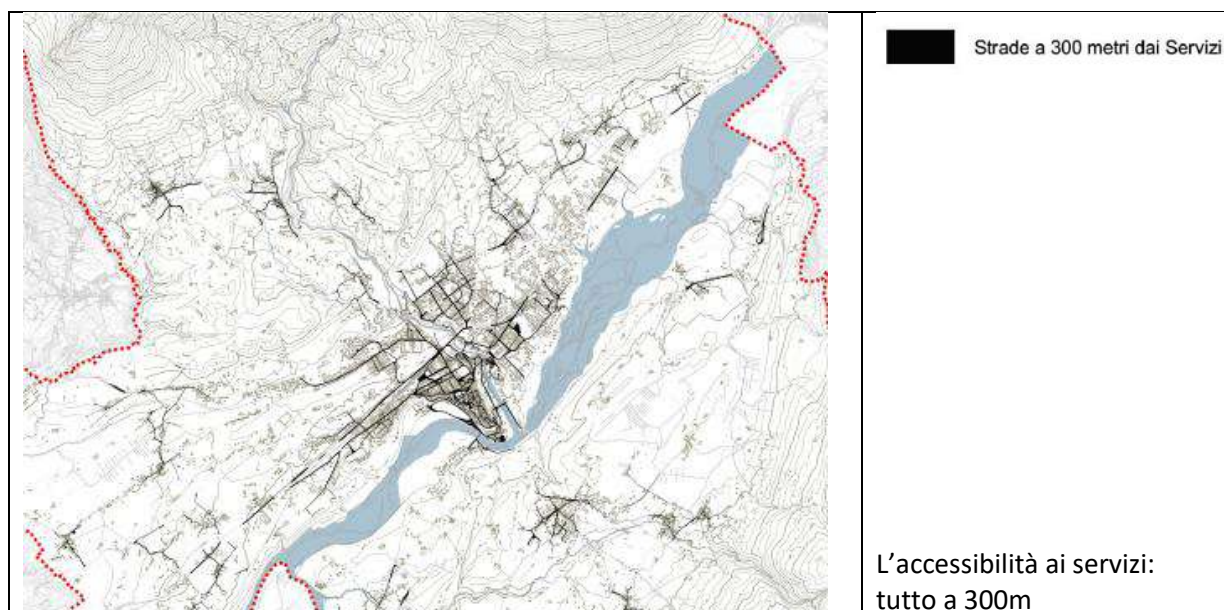 Strade a 300 metri dai Servizi
L’accessibilità ai servizi:
tutto a 300m